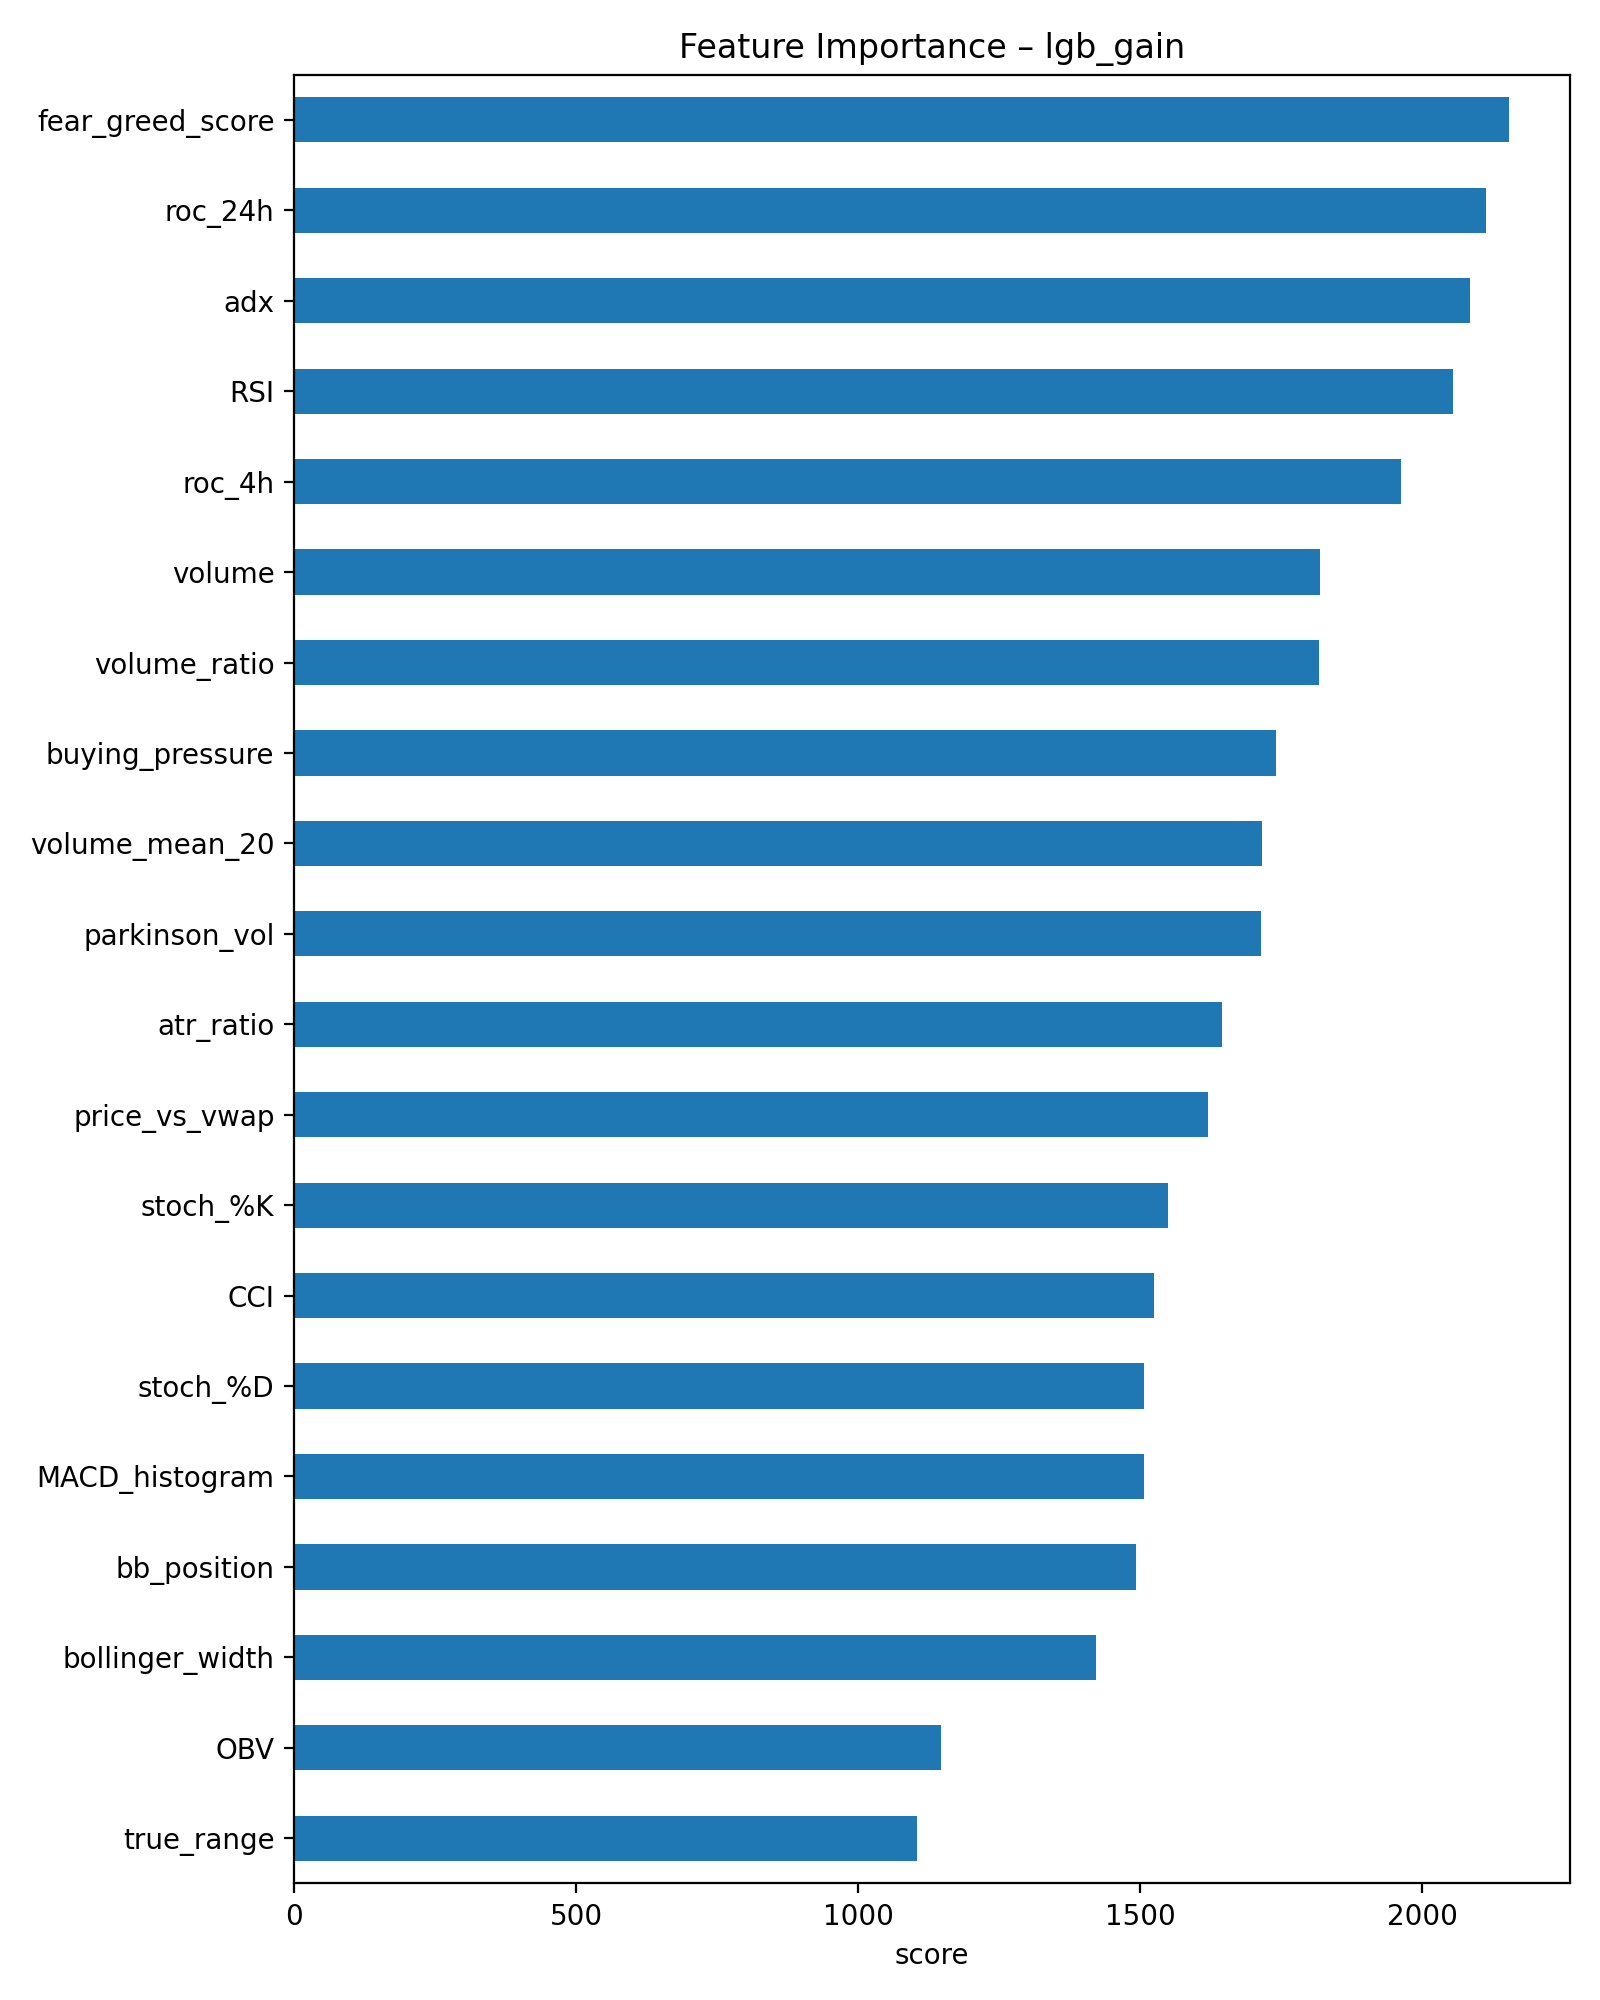 Feature Importance – lgb_gain
fear_greed_score
roc_24h
adx
RSI
roc_4h
volume
volume_ratio
buying_pressure
volume_mean_20
parkinson_vol
atr_ratio
price_vs_vwap
stoch_%K
CCI
stoch_%D
MACD_histogram
bb_position
bollinger_width
OBV
true_range
0 500 1000 1500 2000
score